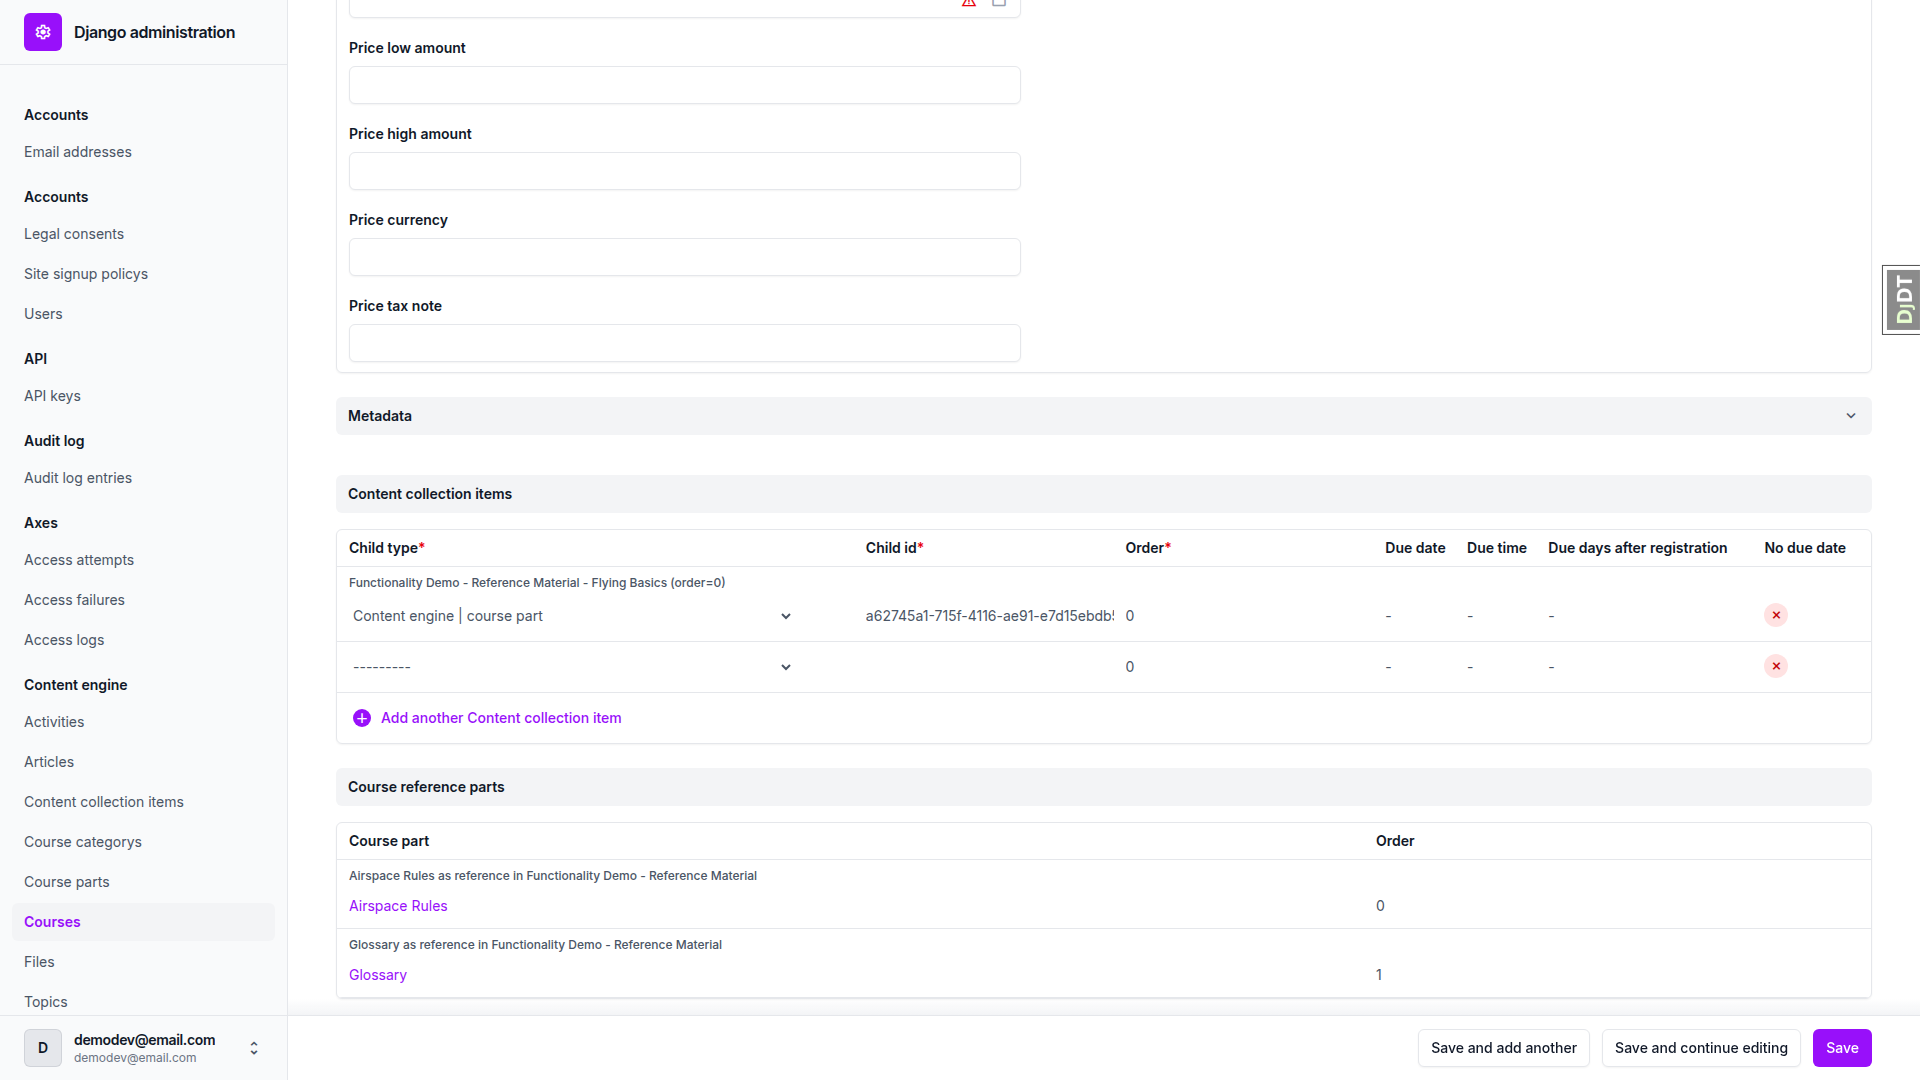 Django administration
Accounts
Email addresses
Accounts
Legal consents
Site signup policys
Users
API
API keys
Audit log
Audit log entries
Axes
Access attempts
Access failures
Access logs
Content engine
Activities
Articles
Content collection items
Course categorys
Course parts
Courses
Files
Topics
D
demodev@email.com
demodev@email.com
Price low amount
Price high amount
Price currency
Price tax note
Metadata
Content collection items
Child type* Child id* Order* Due date Due time Due days after registration No due date
Functionality Demo - Reference Material - Flying Basics (order=0)
Content engine | course part a62745a1-715f-4116-ae91-e7d15ebdb 0 - - -
--------- 0 - - -
Add another Content collection item
Course reference parts
Course part Order
Airspace Rules as reference in Functionality Demo - Reference Material
Airspace Rules 0
Glossary as reference in Functionality Demo - Reference Material
Glossary 1
Save and add another Save and continue editing Save
DjDT